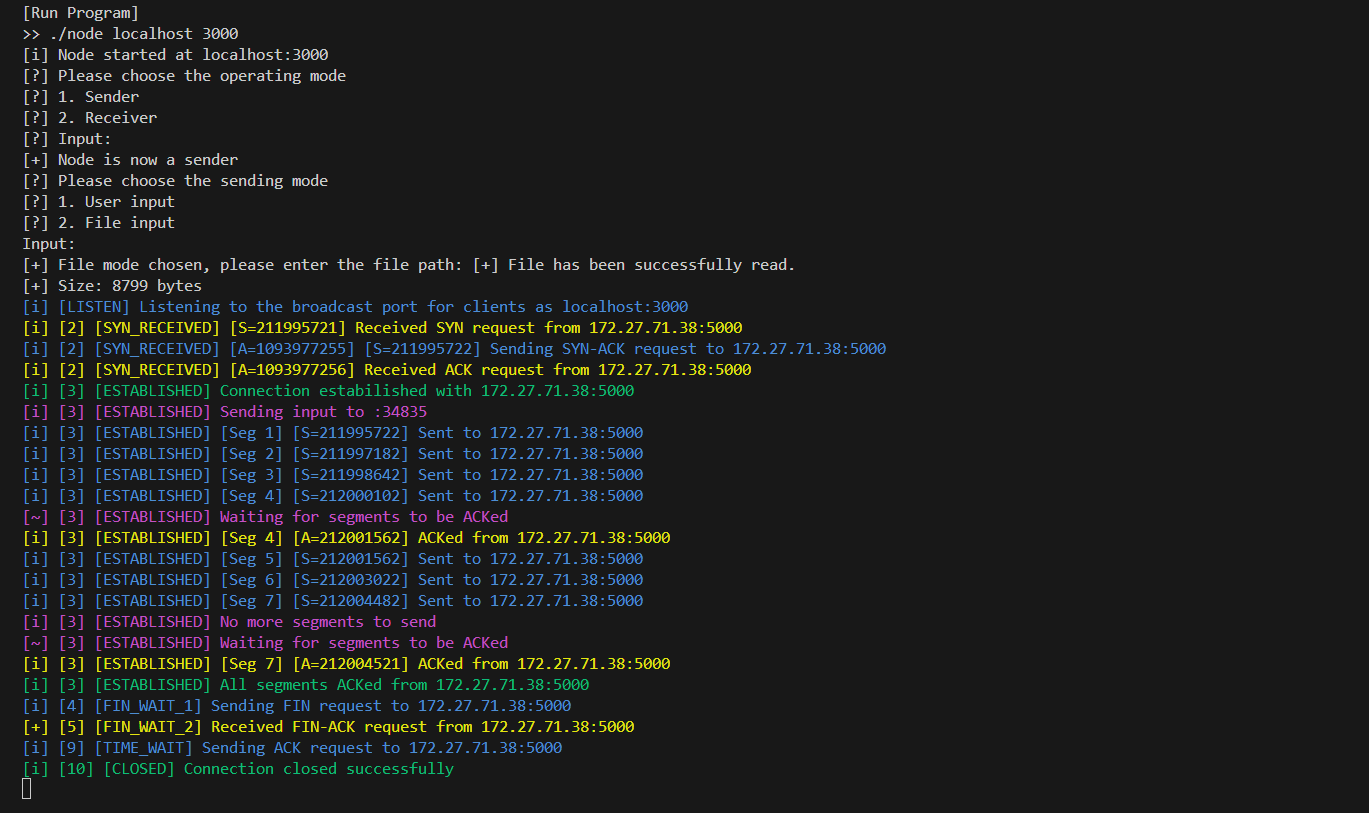 [Run Program]
>> ./node localhost 3000
[i] Node started at localhost:3000
[?] Please choose the operating mode
[?] 1. Sender
[?] 2. Receiver
[?] Input:
[+] Node is now a sender
[?] Please choose the sending mode
[?] 1. User input
[?] 2. File input
Input:
[+] File mode chosen, please enter the file path: [+] File has been successfully read.
[+] Size: 8799 bytes
[i] [LISTEN] Listening to the broadcast port for clients as localhost:3000
[i] [2] [SYN_RECEIVED] [S=211995721] Received SYN request from 172.27.71.38:5000
[i] [2] [SYN_RECEIVED] [A=1093977255] [S=211995722] Sending SYN-ACK request to 172.27.71.38:5000
[i] [2] [SYN_RECEIVED] [A=1093977256] Received ACK request from 172.27.71.38:5000
[i] [3] [ESTABLISHED] Connection estabilished with 172.27.71.38:5000
[i] [3] [ESTABLISHED] Sending input to :34835
[i] [3] [ESTABLISHED] [Seg 1] [S=211995722] Sent to 172.27.71.38:5000
[i] [3] [ESTABLISHED] [Seg 2] [S=211997182] Sent to 172.27.71.38:5000
[i] [3] [ESTABLISHED] [Seg 3] [S=211998642] Sent to 172.27.71.38:5000
[i] [3] [ESTABLISHED] [Seg 4] [S=212000102] Sent to 172.27.71.38:5000
[~] [3] [ESTABLISHED] Waiting for segments to be ACKed
[i] [3] [ESTABLISHED] [Seg 4] [A=212001562] ACKed from 172.27.71.38:5000
[i] [3] [ESTABLISHED] [Seg 5] [S=212001562] Sent to 172.27.71.38:5000
[i] [3] [ESTABLISHED] [Seg 6] [S=212003022] Sent to 172.27.71.38:5000
[i] [3] [ESTABLISHED] [Seg 7] [S=212004482] Sent to 172.27.71.38:5000
[i] [3] [ESTABLISHED] No more segments to send
[~] [3] [ESTABLISHED] Waiting for segments to be ACKed
[i] [3] [ESTABLISHED] [Seg 7] [A=212004521] ACKed from 172.27.71.38:5000
[i] [3] [ESTABLISHED] All segments ACKed from 172.27.71.38:5000
[i] [4] [FIN_WAIT_1] Sending FIN request to 172.27.71.38:5000
[+] [5] [FIN_WAIT_2] Received FIN-ACK request from 172.27.71.38:5000
[i] [9] [TIME_WAIT] Sending ACK request to 172.27.71.38:5000
[i] [10] [CLOSED] Connection closed successfully